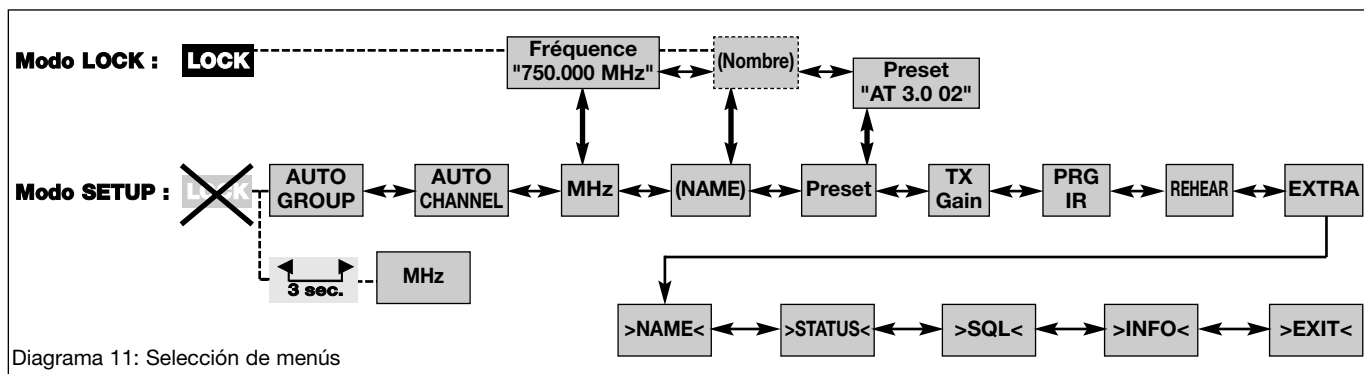 Modo LOCK : LOCK
Fréquence
"750.000 MHz"
(Nombre)
Preset
"AT 3.0 02"
Modo SETUP : LOCK
AUTO
GROUP
AUTO
CHANNEL
MHz
(NAME)
Preset
TX
Gain
PRG
IR
REHEAR
EXTRA
3 sec.
MHz
>NAME<
>STATUS<
>SQL<
>INFO<
>EXIT<
Diagrama 11: Selección de menús